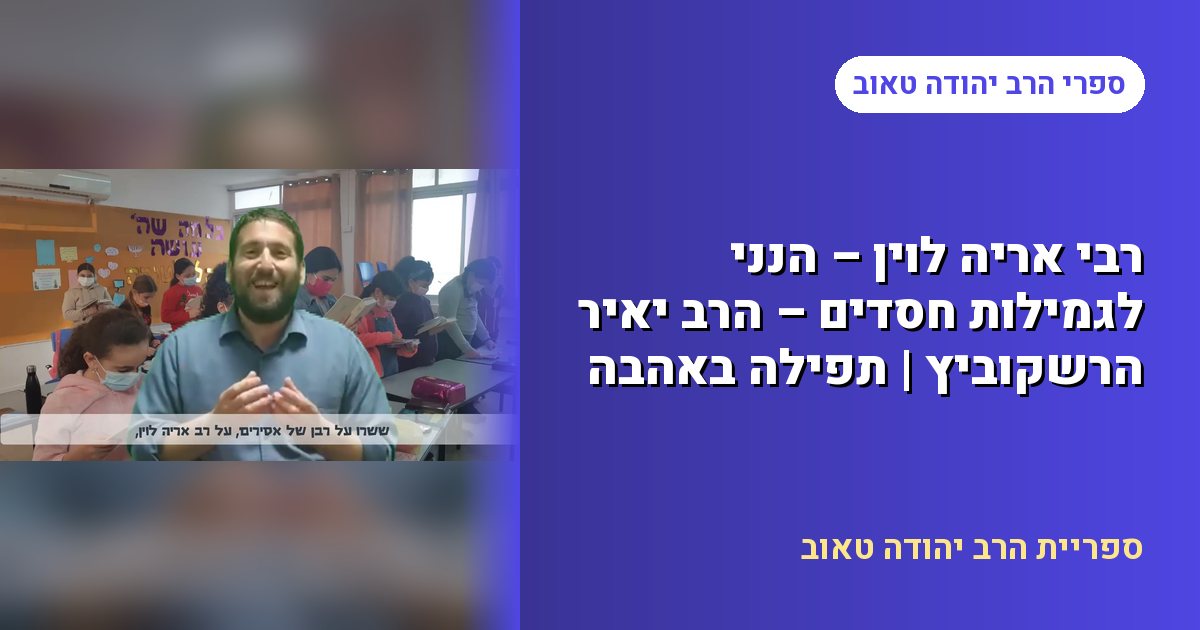 ספרי הרב יהודה טאוב
רבי אריה לוין – הנני
לגמילות חסדים – הרב יאיר
הרשקוביץ | תפילה באהבה
ספריית הרב יהודה טאוב
ששרו על רבן של אסירים, על רב אריה לוין,